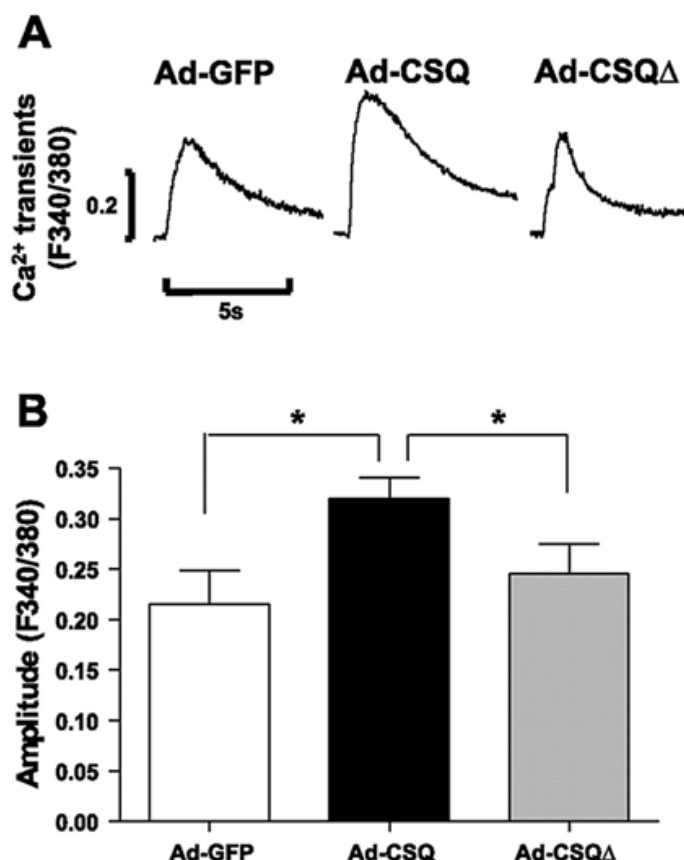 A
Ad-GFP Ad-CSQ Ad-CSQΔ
Ca²⁺ transients
(F340/380)
0.2
5s
B
* *
Amplitude (F340/380)
0.35
0.30
0.25
0.20
0.15
0.10
0.05
0.00
Ad-GFP Ad-CSQ Ad-CSQΔ